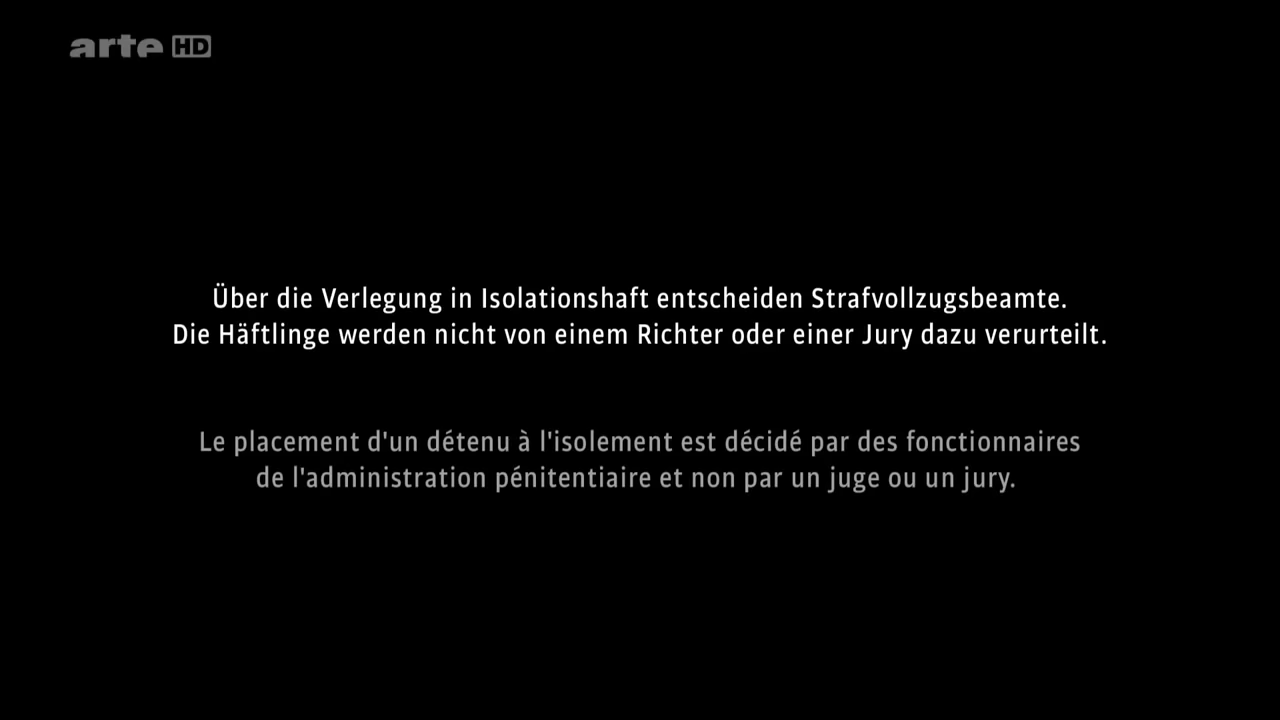 arte HD
Über die Verlegung in Isolationshaft entscheiden Strafvollzugsbeamte.
Die Häftlinge werden nicht von einem Richter oder einer Jury dazu verurteilt.
Le placement d'un détenu à l'isolement est décidé par des fonctionnaires
de l'administration pénitentiaire et non par un juge ou un jury.